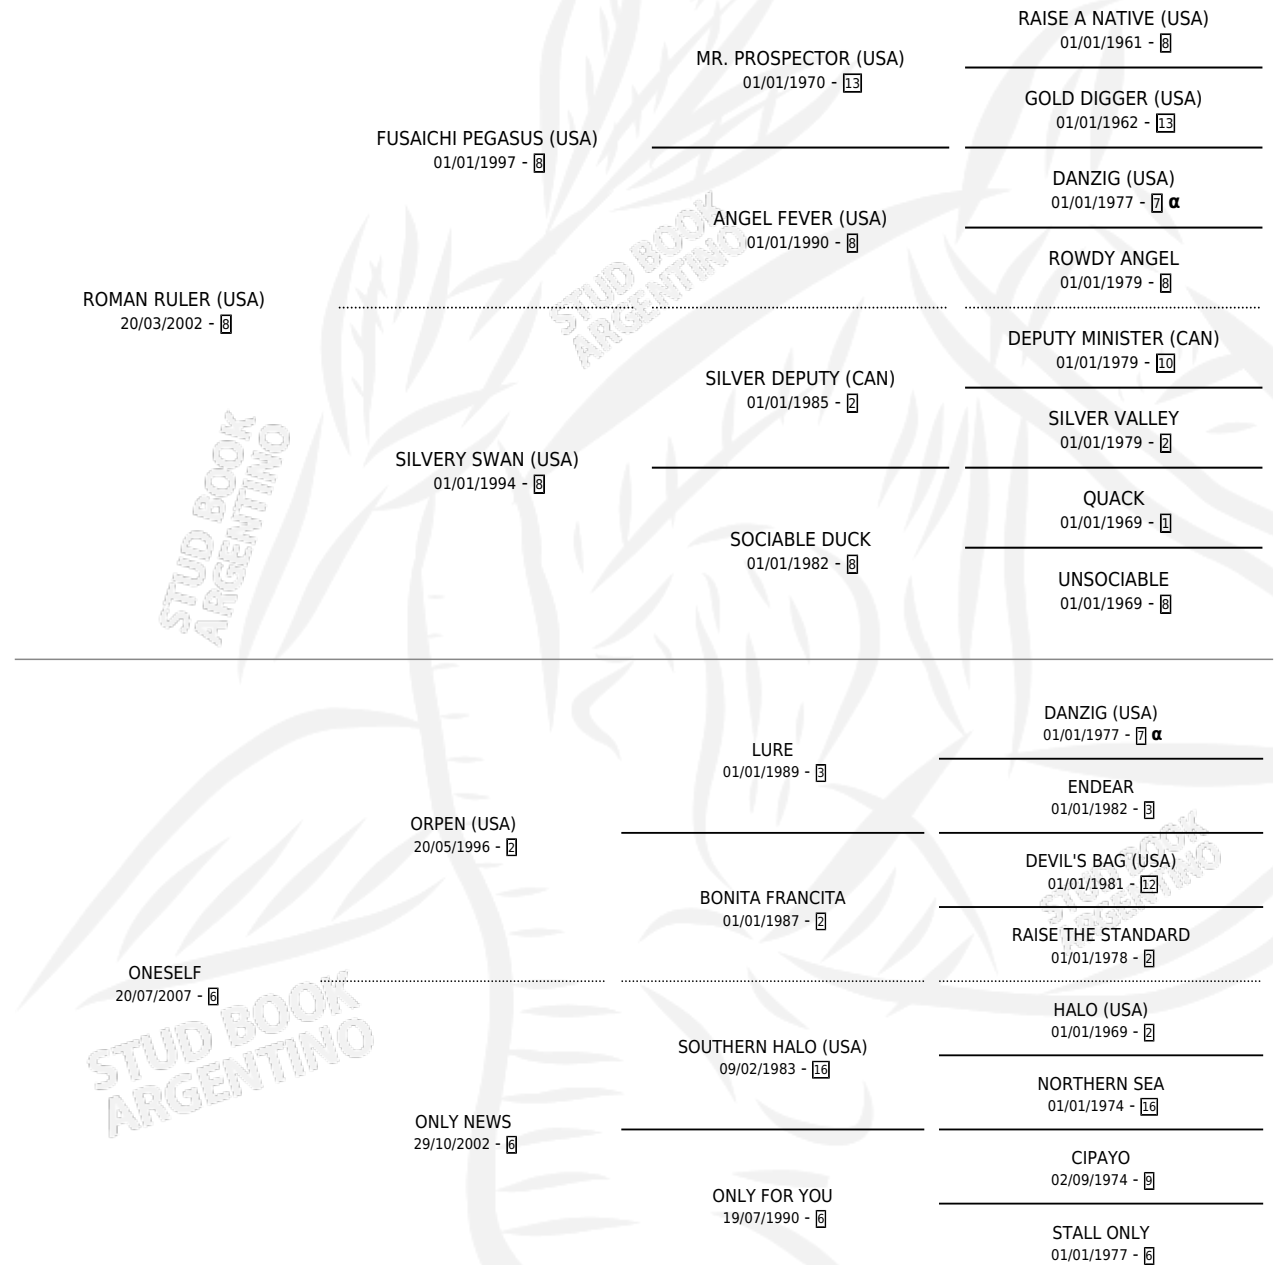 RAISE A NATIVE (USA)
01/01/1961 - 8
MR. PROSPECTOR (USA)
01/01/1970 - 13
GOLD DIGGER (USA)
01/01/1962 - 13
FUSAICHI PEGASUS (USA)
01/01/1997 - 8
DANZIG (USA)
01/01/1977 - 7 α
ANGEL FEVER (USA)
01/01/1990 - 8
ROWDY ANGEL
01/01/1979 - 8
ROMAN RULER (USA)
20/03/2002 - 8
DEPUTY MINISTER (CAN)
01/01/1979 - 10
SILVER DEPUTY (CAN)
01/01/1985 - 2
SILVER VALLEY
01/01/1979 - 2
SILVERY SWAN (USA)
01/01/1994 - 8
QUACK
01/01/1969 - 1
SOCIABLE DUCK
01/01/1982 - 8
UNSOCIABLE
01/01/1969 - 8
DANZIG (USA)
01/01/1977 - 7 α
LURE
01/01/1989 - 3
ENDEAR
01/01/1982 - 3
ORPEN (USA)
20/05/1996 - 2
DEVIL'S BAG (USA)
01/01/1981 - 12
BONITA FRANCITA
01/01/1987 - 2
RAISE THE STANDARD
01/01/1978 - 2
ONESELF
20/07/2007 - 6
HALO (USA)
01/01/1969 - 2
SOUTHERN HALO (USA)
09/02/1983 - 16
NORTHERN SEA
01/01/1974 - 16
ONLY NEWS
29/10/2002 - 6
CIPAYO
02/09/1974 - 9
ONLY FOR YOU
19/07/1990 - 6
STALL ONLY
01/01/1977 - 6
STUD BOOK
ARGENTINO
STUD BOOK
ARGENTINO
STUD BOOK
ARGENTINO
STUD BOOK
ARGENTINO